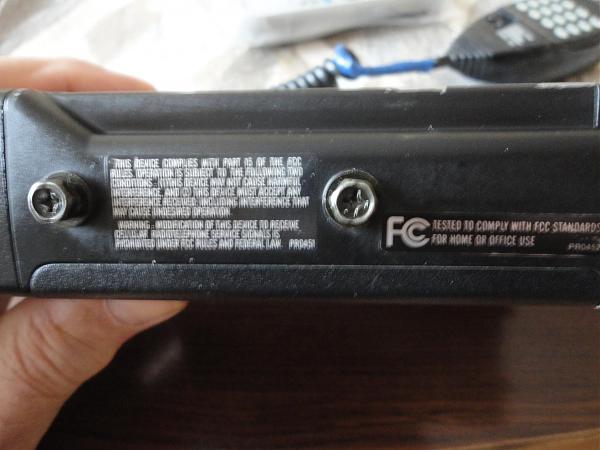 THIS DEVICE COMPLIES WITH PART 15 OF THE FCC
RULES. OPERATION IS SUBJECT TO THE FOLLOWING TWO
CONDITIONS: (1) THIS DEVICE MAY NOT CAUSE HARMFUL
INTERFERENCE, AND (2) THIS DEVICE MUST ACCEPT ANY
INTERFERENCE RECEIVED, INCLUDING INTERFERENCE THAT
MAY CAUSE UNDESIRED OPERATION.
WARNING: MODIFICATION OF THIS DEVICE TO RECEIVE
CELLULAR TELEPHONE SERVICE SIGNALS IS
PROHIBITED UNDER FCC RULES AND FEDERAL LAW.
FC TESTED TO COMPLY WITH FCC STANDARDS
FOR HOME OR OFFICE USE